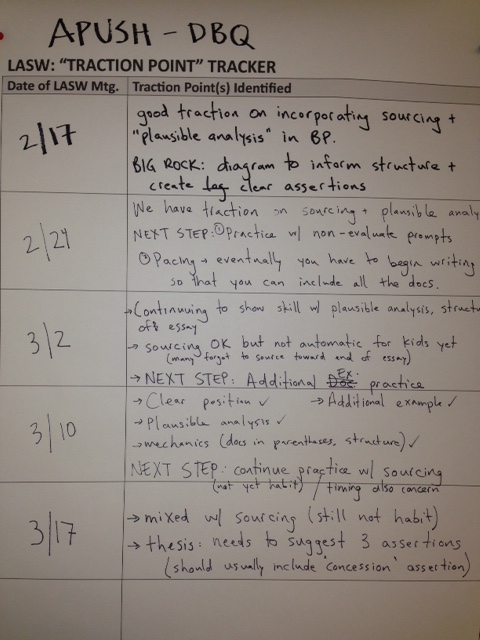 APUSH - DBQ
LASW: "TRACTION POINT" TRACKER
Date of LASW Mtg. Traction Point(s) Identified
2/17
good traction on incorporating sourcing +
"plausible analysis" in BP.
BIG ROCK: diagram to inform structure +
create clear assertions
2/24
We have traction on sourcing + plausible analy
NEXT STEP: ① Practice w/ non-evaluate prompts
② Pacing → eventually you have to begin writing
so that you can include all the docs.
3/2
→ Continuing to show skill w/ plausible analysis, structu
of essay
→ sourcing OK but not automatic for kids yet
(many forgot to source toward end of essay)
→ NEXT STEP: Additional Ex. practice
3/10
→ Clear position ✓ → Additional example ✓
→ Plausible analysis ✓
→ mechanics (docs in parentheses, structure) ✓
NEXT STEP: continue practice w/ sourcing
(not yet habit) / timing also concern
3/17
→ mixed w/ sourcing (still not habit)
→ thesis: needs to suggest 3 assertions
(should usually include "concession" assertion)